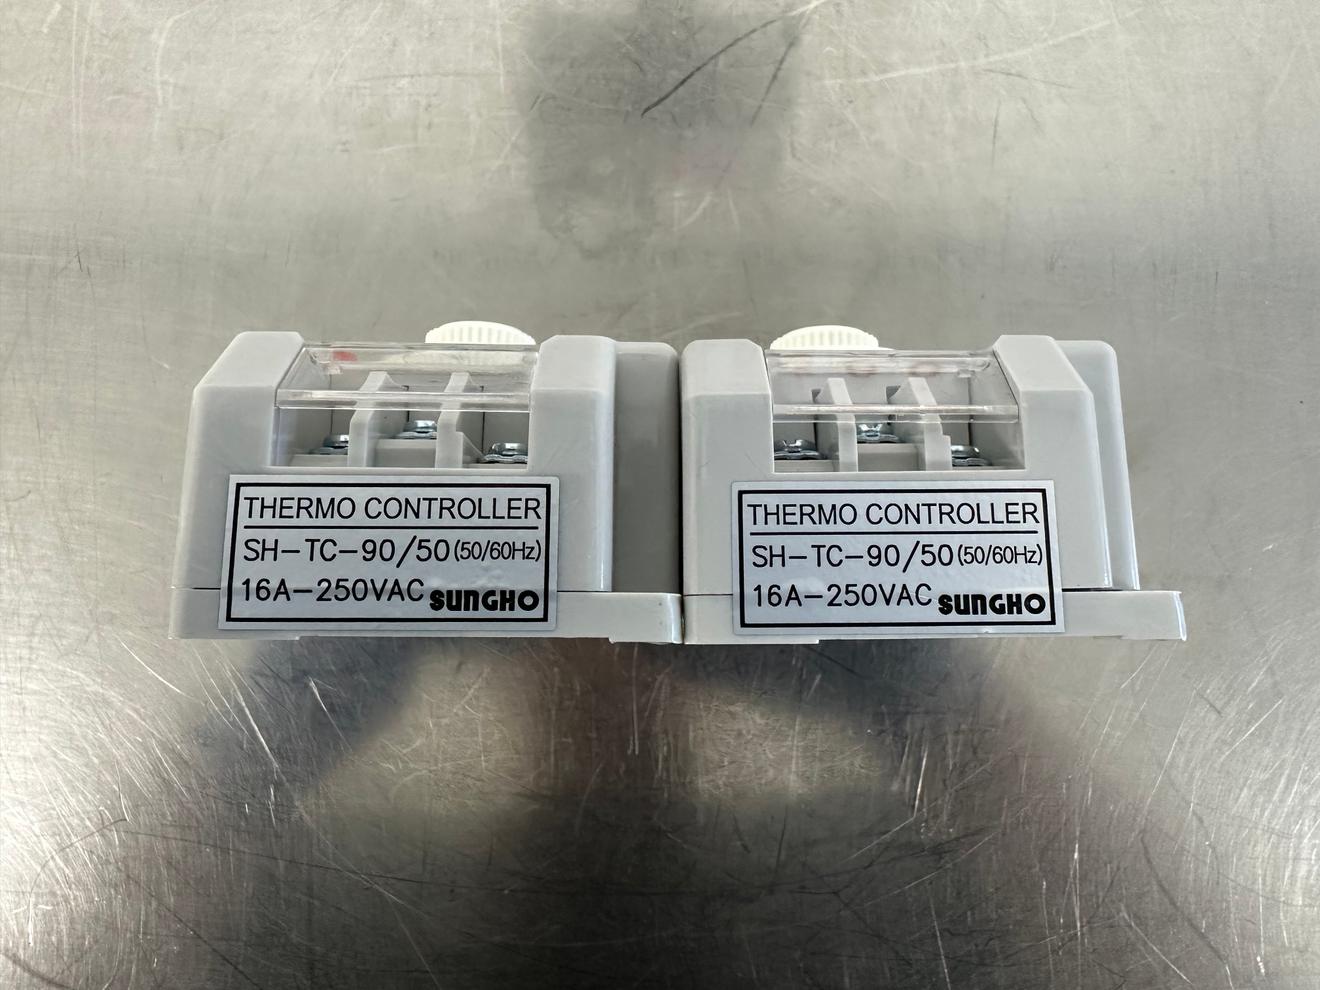 THERMO CONTROLLER
SH-TC-90/50 (50/60Hz)
16A-250VAC SUNGHO
THERMO CONTROLLER
SH-TC-90/50 (50/60Hz)
16A-250VAC SUNGHO